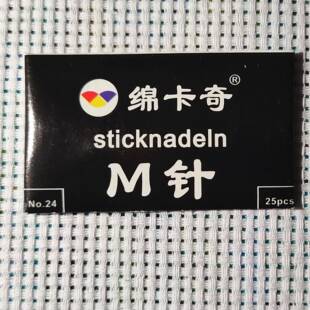 绵卡奇®
sticknadeln
M针
No.24
25pcs